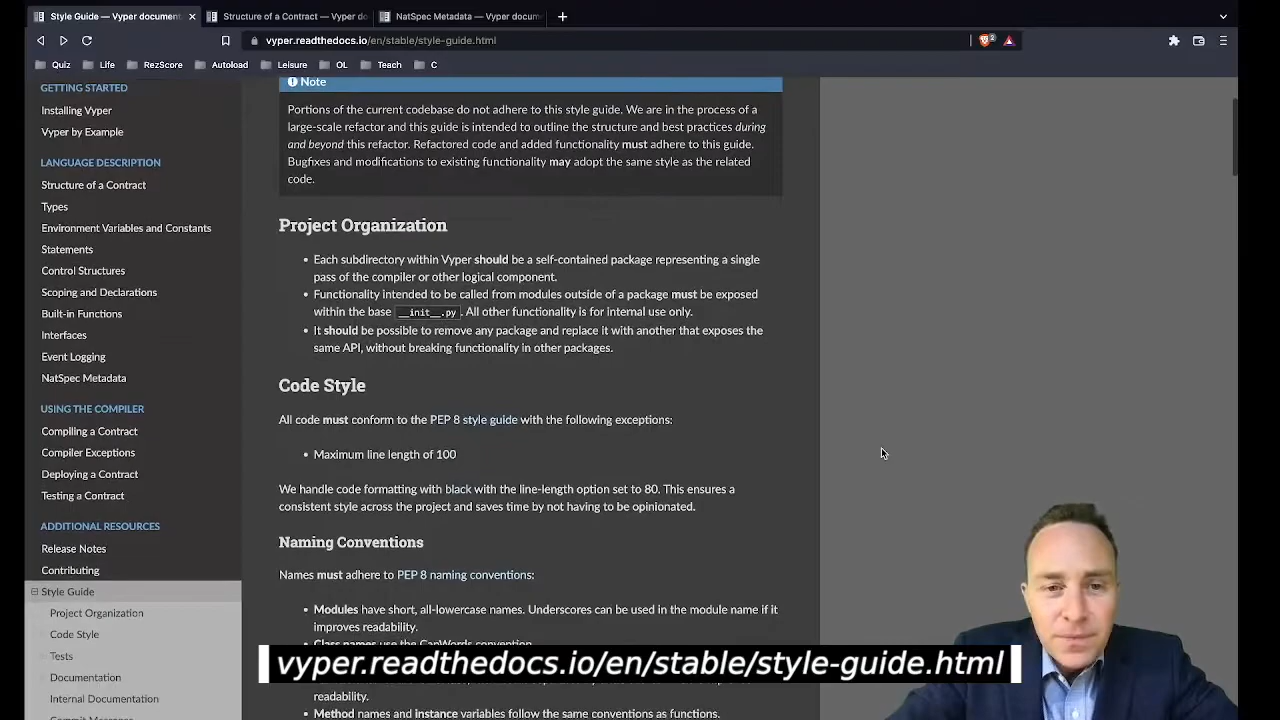 Style Guide — Vyper document
Structure of a Contract — Vyper do
NatSpec Metadata — Vyper docum
vyper.readthedocs.io/en/stable/style-guide.html
2
Quiz
Life
RezScore
Autoload
Leisure
OL
Teach
C
GETTING STARTED
Installing Vyper
Vyper by Example
LANGUAGE DESCRIPTION
Structure of a Contract
Types
Environment Variables and Constants
Statements
Control Structures
Scoping and Declarations
Built-in Functions
Interfaces
Event Logging
NatSpec Metadata
USING THE COMPILER
Compiling a Contract
Compiler Exceptions
Deploying a Contract
Testing a Contract
ADDITIONAL RESOURCES
Release Notes
Contributing
Style Guide
Project Organization
Code Style
Tests
Documentation
Internal Documentation
Commit Messages
Note
Portions of the current codebase do not adhere to this style guide. We are in the process of a
large-scale refactor and this guide is intended to outline the structure and best practices during
and beyond this refactor. Refactored code and added functionality must adhere to this guide.
Bugfixes and modifications to existing functionality may adopt the same style as the related
code.
Project Organization
• Each subdirectory within Vyper should be a self-contained package representing a single
pass of the compiler or other logical component.
• Functionality intended to be called from modules outside of a package must be exposed
within the base __init__.py. All other functionality is for internal use only.
• It should be possible to remove any package and replace it with another that exposes the
same API, without breaking functionality in other packages.
Code Style
All code must conform to the PEP 8 style guide with the following exceptions:
• Maximum line length of 100
We handle code formatting with black with the line-length option set to 80. This ensures a
consistent style across the project and saves time by not having to be opinionated.
Naming Conventions
Names must adhere to PEP 8 naming conventions:
• Modules have short, all-lowercase names. Underscores can be used in the module name if it
improves readability.
• Class names use the CapWords convention.
readability.
• Method names and instance variables follow the same conventions as functions.
vyper.readthedocs.io/en/stable/style-guide.html